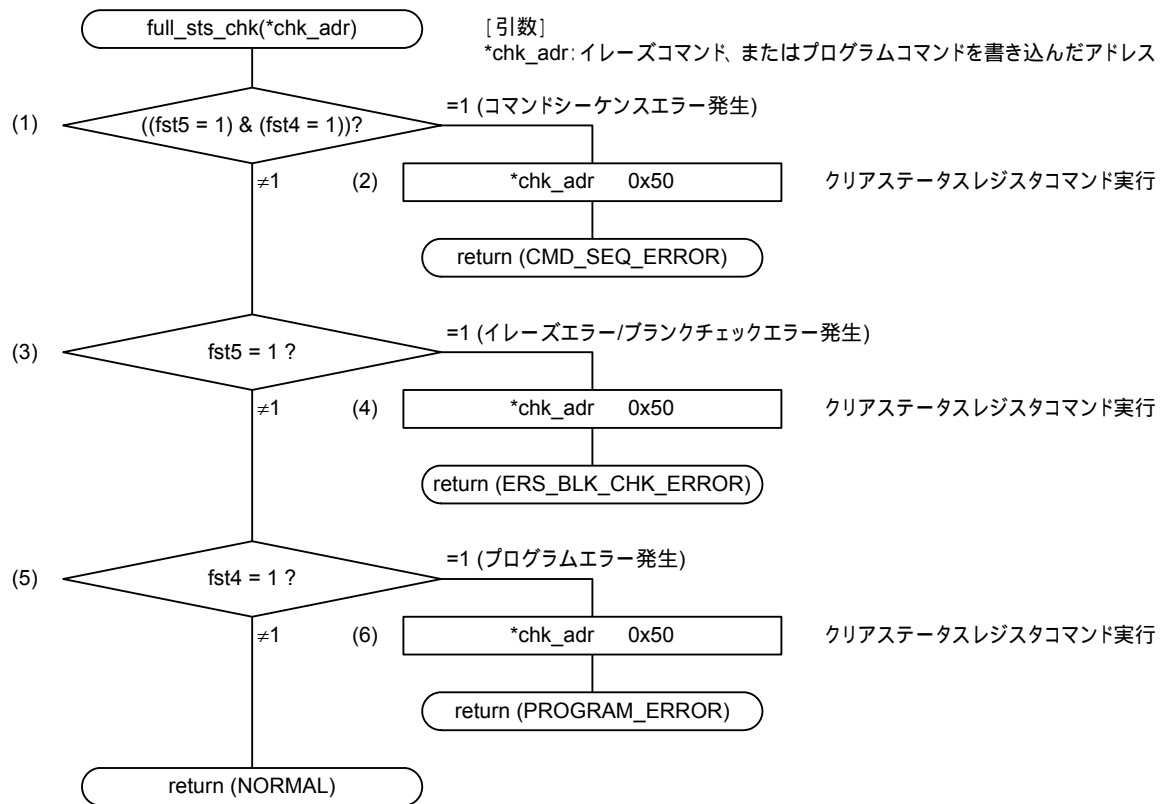 full_sts_chk(*chk_adr)
[引数]
*chk_adr: イレーズコマンド、またはプログラムコマンドを書き込んだアドレス
(1)
((fst5 = 1) & (fst4 = 1))?
=1 (コマンドシーケンスエラー発生)
≠1
(2)
*chk_adr 0x50
クリアステータスレジスタコマンド実行
return (CMD_SEQ_ERROR)
(3)
fst5 = 1 ?
=1 (イレーズエラー/ブランクチェックエラー発生)
≠1
(4)
*chk_adr 0x50
クリアステータスレジスタコマンド実行
return (ERS_BLK_CHK_ERROR)
(5)
fst4 = 1 ?
=1 (プログラムエラー発生)
≠1
(6)
*chk_adr 0x50
クリアステータスレジスタコマンド実行
return (PROGRAM_ERROR)
return (NORMAL)